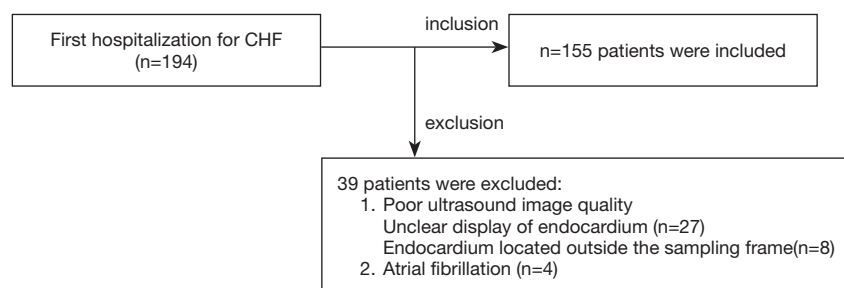 First hospitalization for CHF
(n=194)
inclusion
n=155 patients were included
exclusion
39 patients were excluded:
1. Poor ultrasound image quality
Unclear display of endocardium (n=27)
Endocardium located outside the sampling frame(n=8)
2. Atrial fibrillation (n=4)